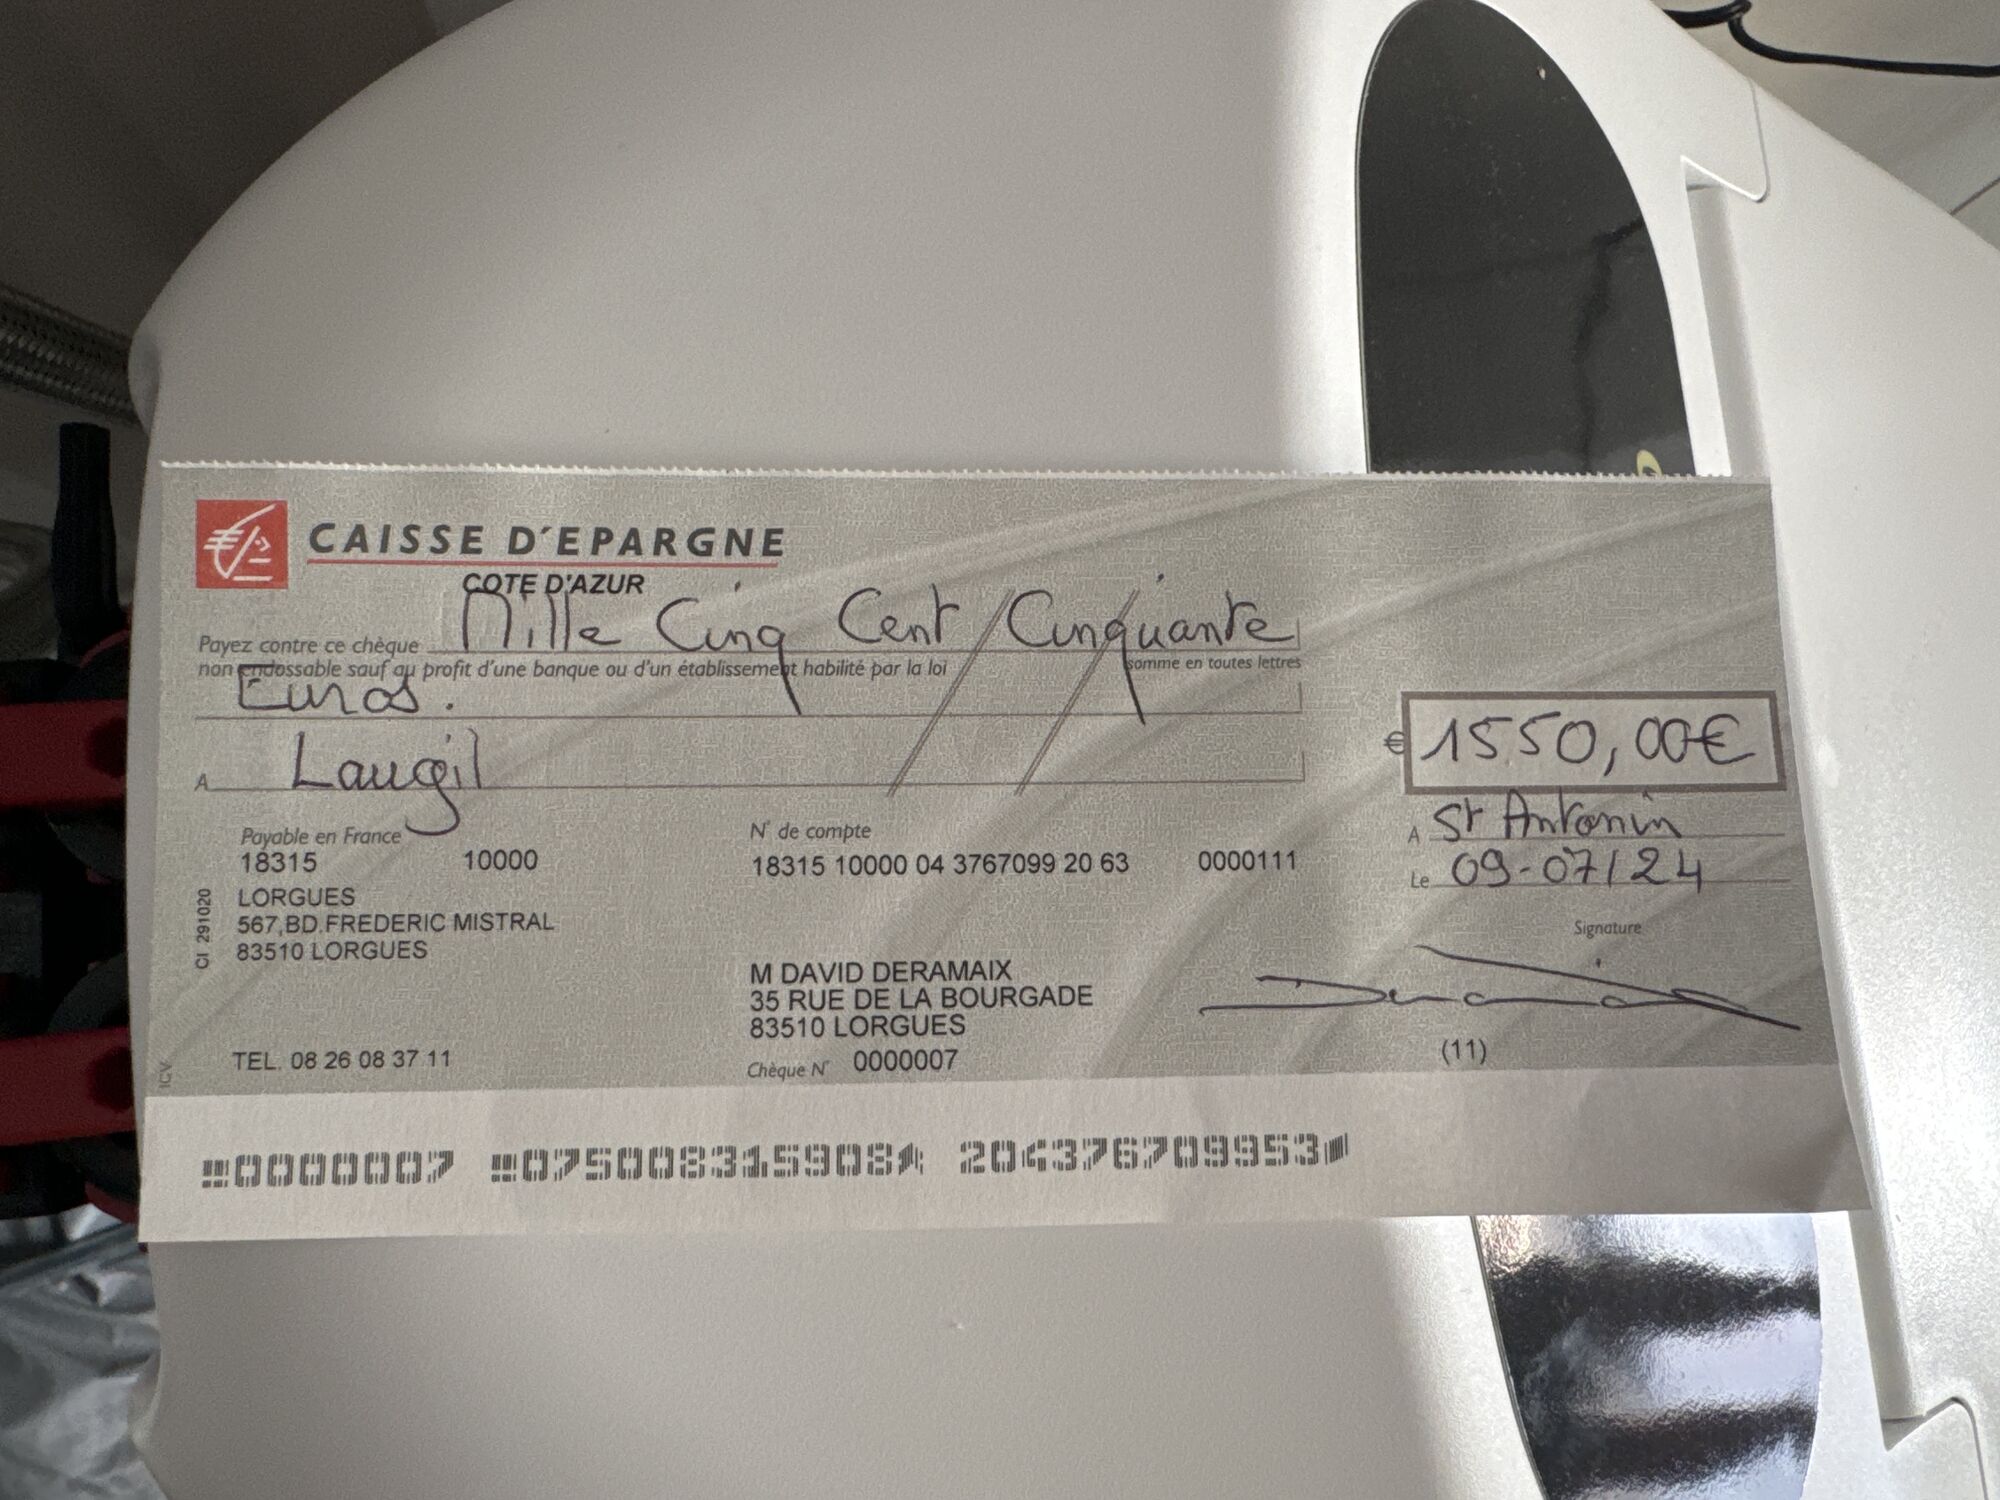 CAISSE D'EPARGNE
COTE D'AZUR
Payez contre ce chèque Mille Cinq Cent Cinquante
non endossable sauf au profit d'une banque ou d'un établissement habilité par la loi somme en toutes lettres
Euros.
€ 1550,00€
A Laugil
A St Antonin
Payable en France N° de compte
18315 10000 18315 10000 04 3767099 20 63 0000111
Le 09-07/24
LORGUES
567,BD.FREDERIC MISTRAL
83510 LORGUES
CI 291020
Signature
Deramaix
M DAVID DERAMAIX
35 RUE DE LA BOURGADE
83510 LORGUES
TEL. 08 26 08 37 11
Chèque N° 0000007
(11)
ICV
0000007 075008315908 204376709953